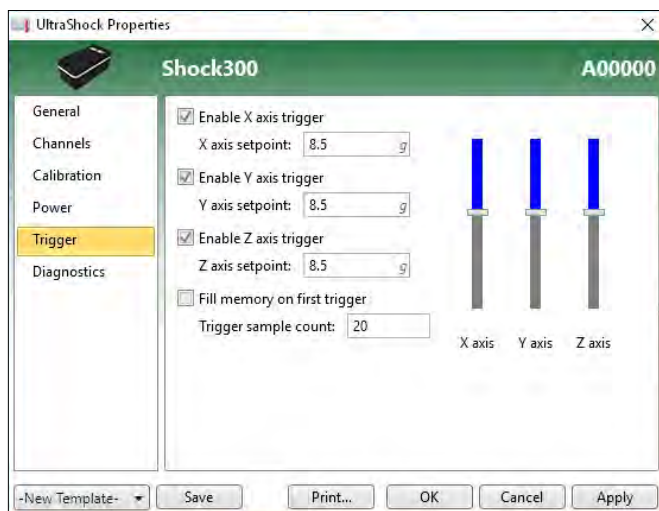 UltraShock Properties
Shock300 A00000
General
Channels
Calibration
Power
Trigger
Diagnostics
Enable X axis trigger
X axis setpoint: 8.5 g
Enable Y axis trigger
Y axis setpoint: 8.5 g
Enable Z axis trigger
Z axis setpoint: 8.5 g
Fill memory on first trigger
Trigger sample count: 20
X axis Y axis Z axis
-New Template- Save Print... OK Cancel Apply